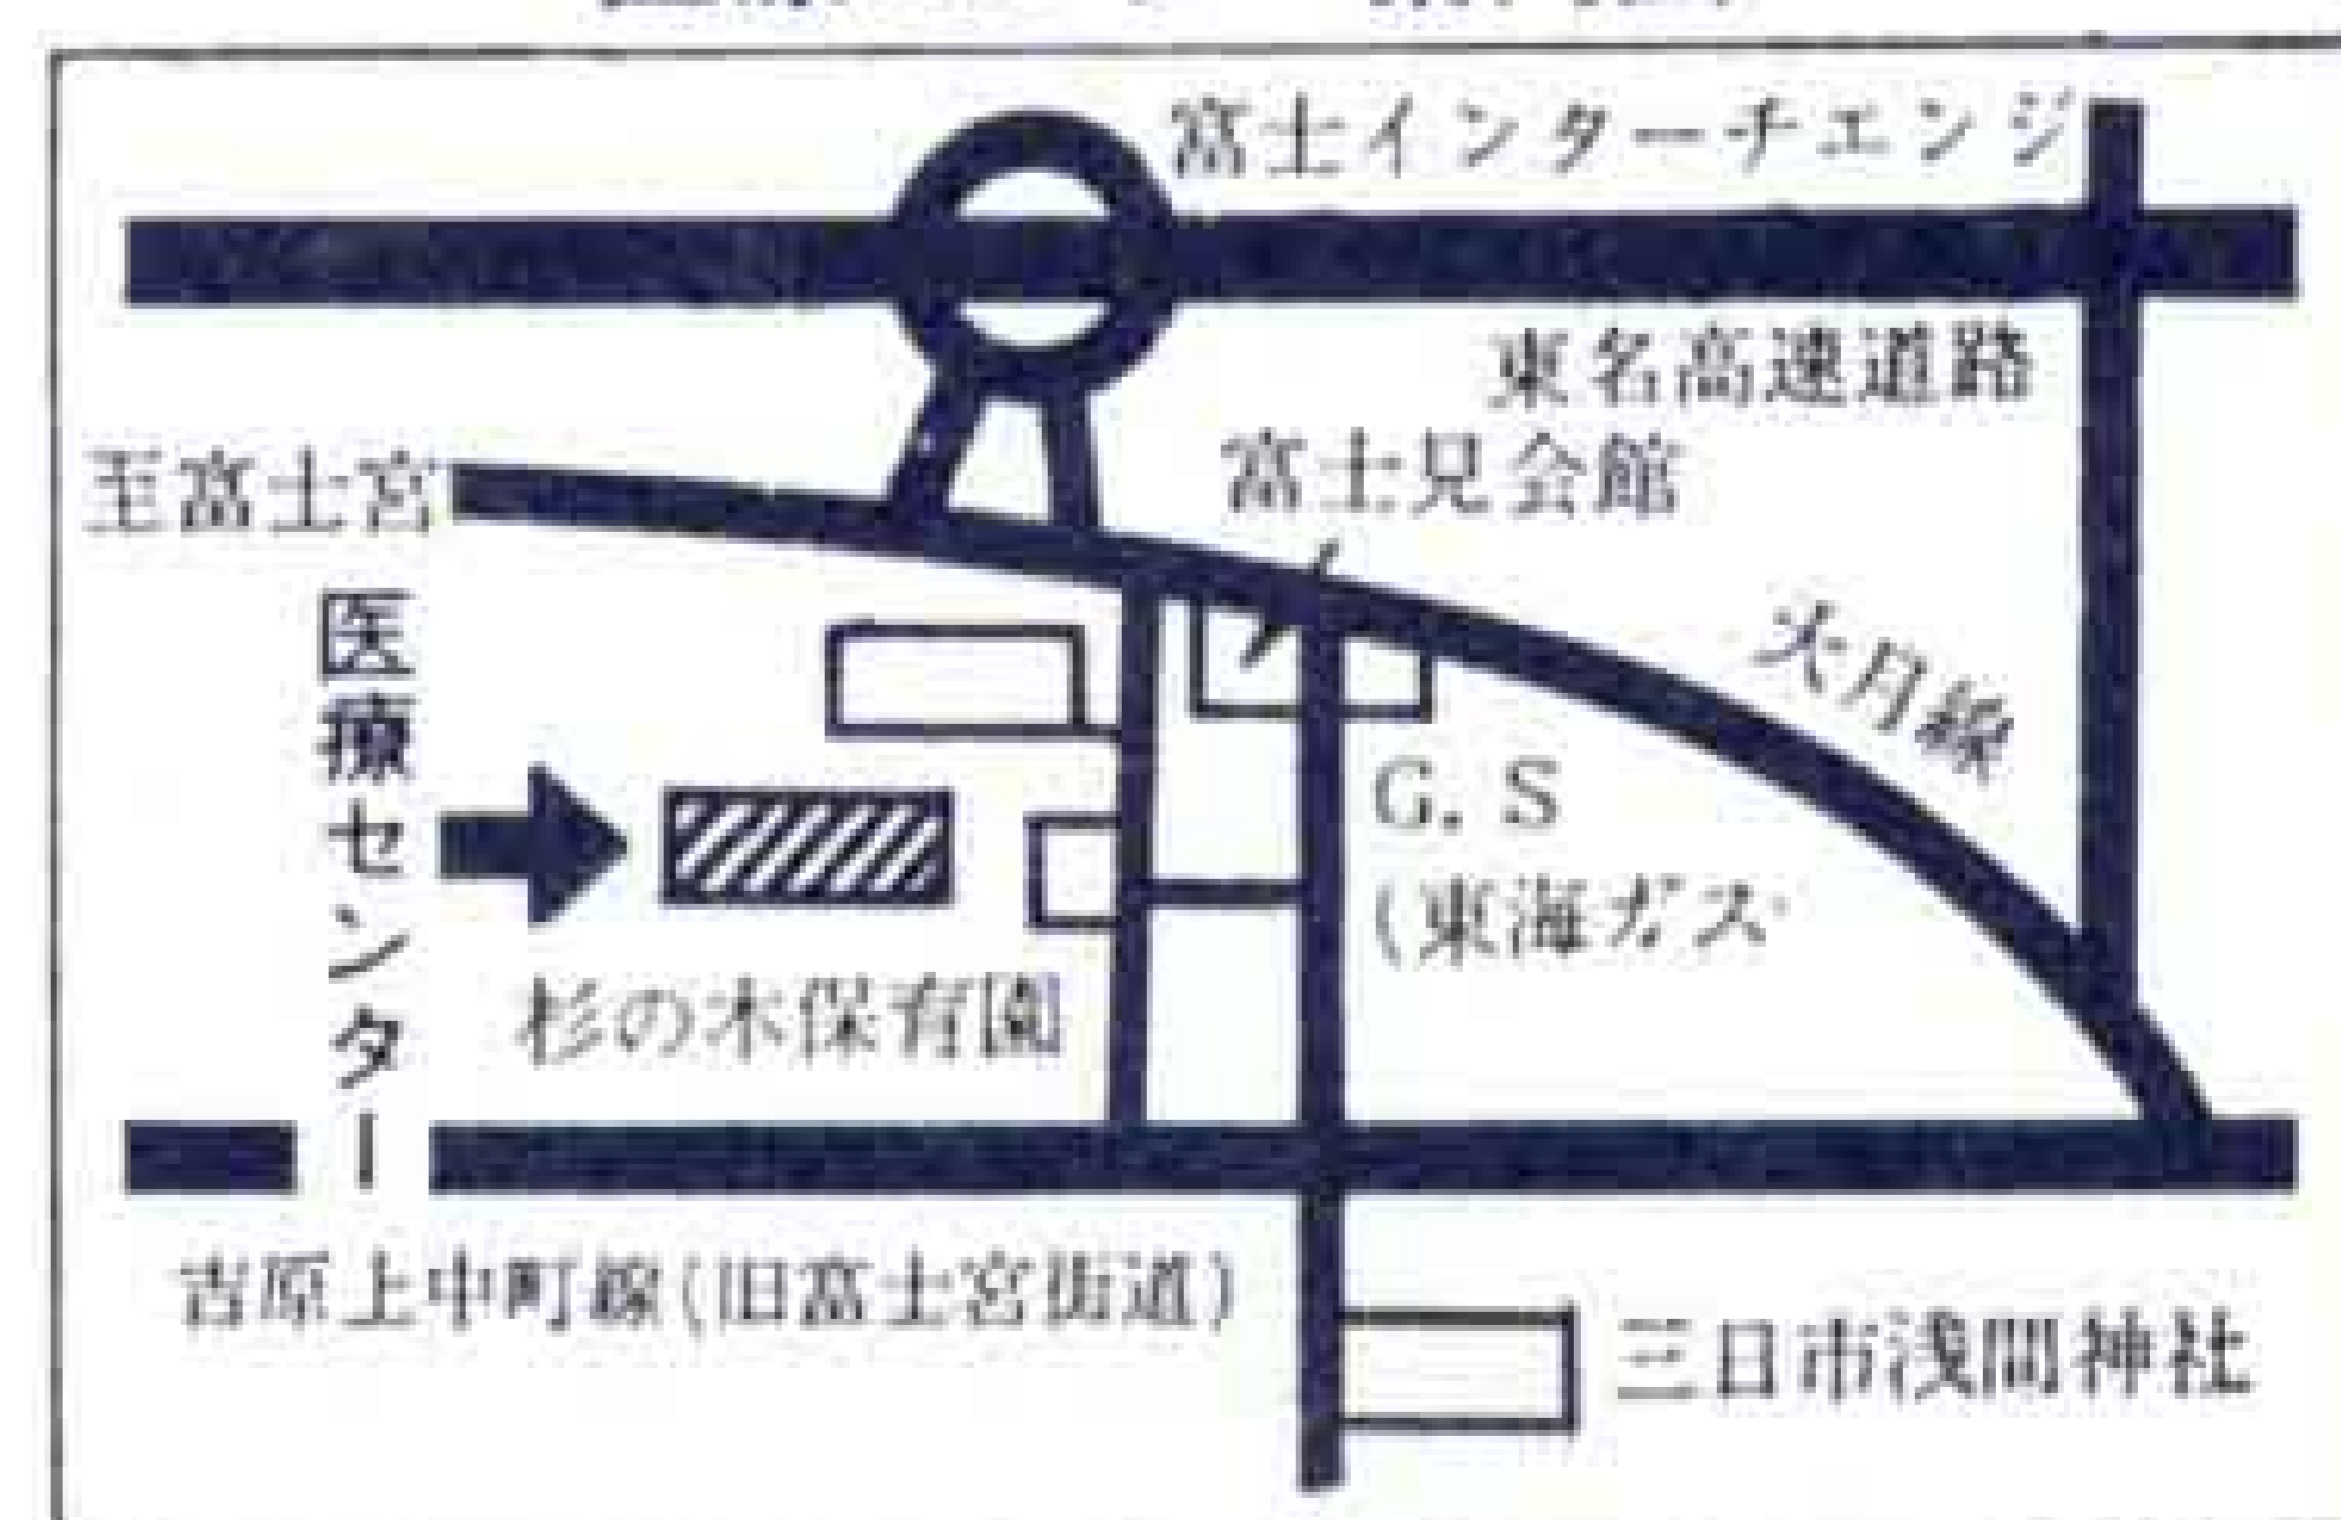 富士インターチエンジ
東名高速道路
至富士宮
富士見会館
大月線
医療センター
G.S
(東海ガス
杉の木保育園
吉原上中町線(旧富士宮街道)
三日市浅間神社